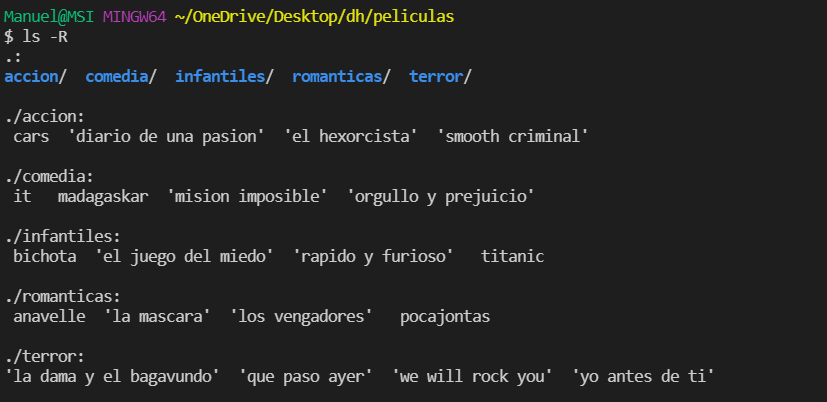 Manuel@MSI MINGW64 ~/OneDrive/Desktop/dh/peliculas
$ ls -R
.:
accion/  comedia/  infantiles/  romanticas/  terror/
./accion:
cars  'diario de una pasion'  'el hexorcista'  'smooth criminal'
./comedia:
it   madagaskar  'mision imposible'  'orgullo y prejuicio'
./infantiles:
bichota  'el juego del miedo'  'rapido y furioso'   titanic
./romanticas:
anavelle  'la mascara'  'los vengadores'   pocajontas
./terror:
'la dama y el bagavundo'  'que paso ayer'  'we will rock you'  'yo antes de ti'